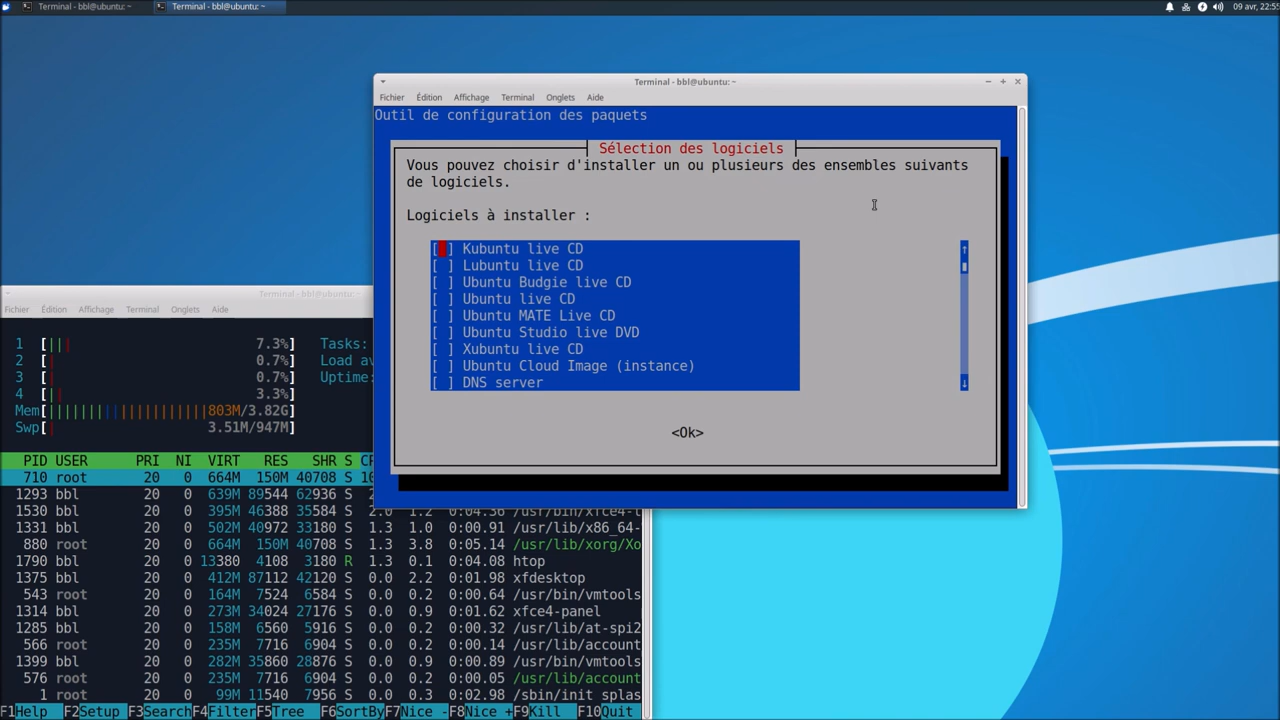 Terminal - bbl@ubuntu: ~
Terminal - bbl@ubuntu: ~
09 avr, 22:55
Terminal - bbl@ubuntu: ~
Fichier Édition Affichage Terminal Onglets Aide
Outil de configuration des paquets
Sélection des logiciels
Vous pouvez choisir d'installer un ou plusieurs des ensembles suivants
de logiciels.
Logiciels à installer :
[ ] Kubuntu live CD
[ ] Lubuntu live CD
[ ] Ubuntu Budgie live CD
[ ] Ubuntu live CD
[ ] Ubuntu MATE Live CD
[ ] Ubuntu Studio live DVD
[ ] Xubuntu live CD
[ ] Ubuntu Cloud Image (instance)
[ ] DNS server
<Ok>
Terminal - bbl@ubuntu: ~
Fichier Édition Affichage Terminal Onglets Aide
1 [||| 7.3%] Tasks:
2 [| 0.7%] Load av
3 [| 0.7%] Uptime:
4 [|| 3.3%]
Mem[||||||||||||||||||||803M/3.82G]
Swp[| 3.51M/947M]
PID USER PRI NI VIRT RES SHR S
710 root 20 0 664M 150M 40708 S
1293 bbl 20 0 639M 89544 62936 S
1530 bbl 20 0 395M 46388 35584 S 2.0 1.2 0:04.36 /usr/bin/xfce4-t
1331 bbl 20 0 502M 40972 33180 S 1.3 1.0 0:00.91 /usr/lib/x86_64-
880 root 20 0 664M 150M 40708 S 1.3 3.8 0:05.14 /usr/lib/xorg/Xo
1790 bbl 20 0 13380 4108 3180 R 1.3 0.1 0:04.08 htop
1375 bbl 20 0 412M 87112 42120 S 0.0 2.2 0:01.98 xfdesktop
543 root 20 0 164M 7524 6584 S 0.0 0.2 0:00.64 /usr/bin/vmtools
1314 bbl 20 0 273M 34024 27176 S 0.0 0.9 0:01.62 xfce4-panel
1285 bbl 20 0 158M 6560 5916 S 0.0 0.2 0:00.32 /usr/lib/at-spi2
566 root 20 0 235M 7716 6904 S 0.0 0.2 0:00.14 /usr/lib/account
1399 bbl 20 0 282M 35860 28876 S 0.0 0.9 0:00.89 /usr/bin/vmtools
576 root 20 0 235M 7716 6904 S 0.0 0.2 0:00.00 /usr/lib/account
1 root 20 0 99M 11540 7956 S 0.0 0.3 0:02.98 /sbin/init splas
F1Help F2Setup F3Search F4Filter F5Tree F6SortBy F7Nice - F8Nice + F9Kill F10Quit